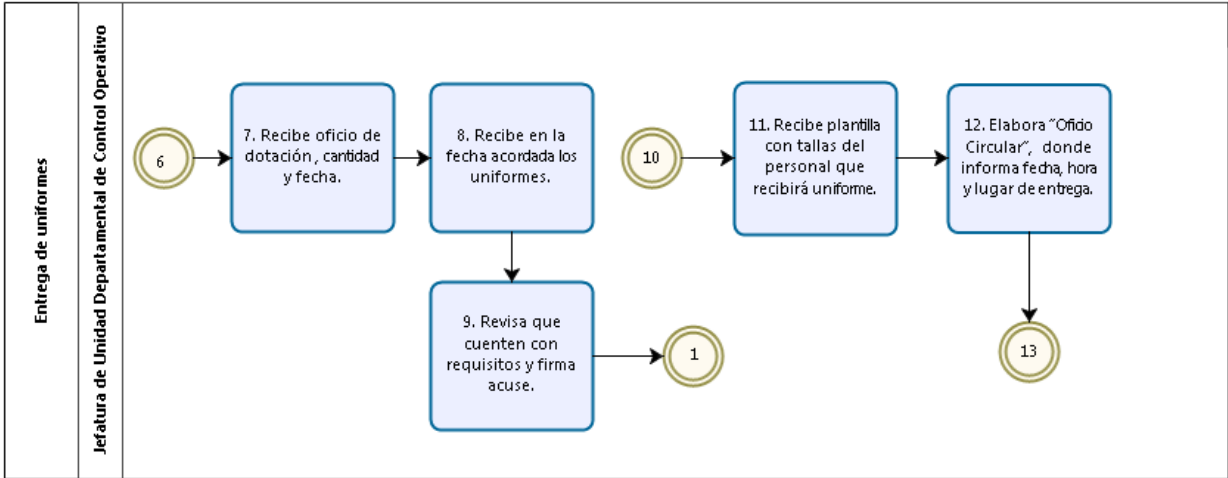 Entrega de uniformes
Jefatura de Unidad Departamental de Control Operativo
6
7. Recibe oficio de
dotación , cantidad
y fecha.
8. Recibe en la
fecha acordada los
uniformes.
9. Revisa que
cuenten con
requisitos y firma
acuse.
1
10
11. Recibe plantilla
con tallas del
personal que
recibirá uniforme.
12. Elabora ˝Oficio
Circular˝, donde
informa fecha, hora
y lugar de entrega.
13